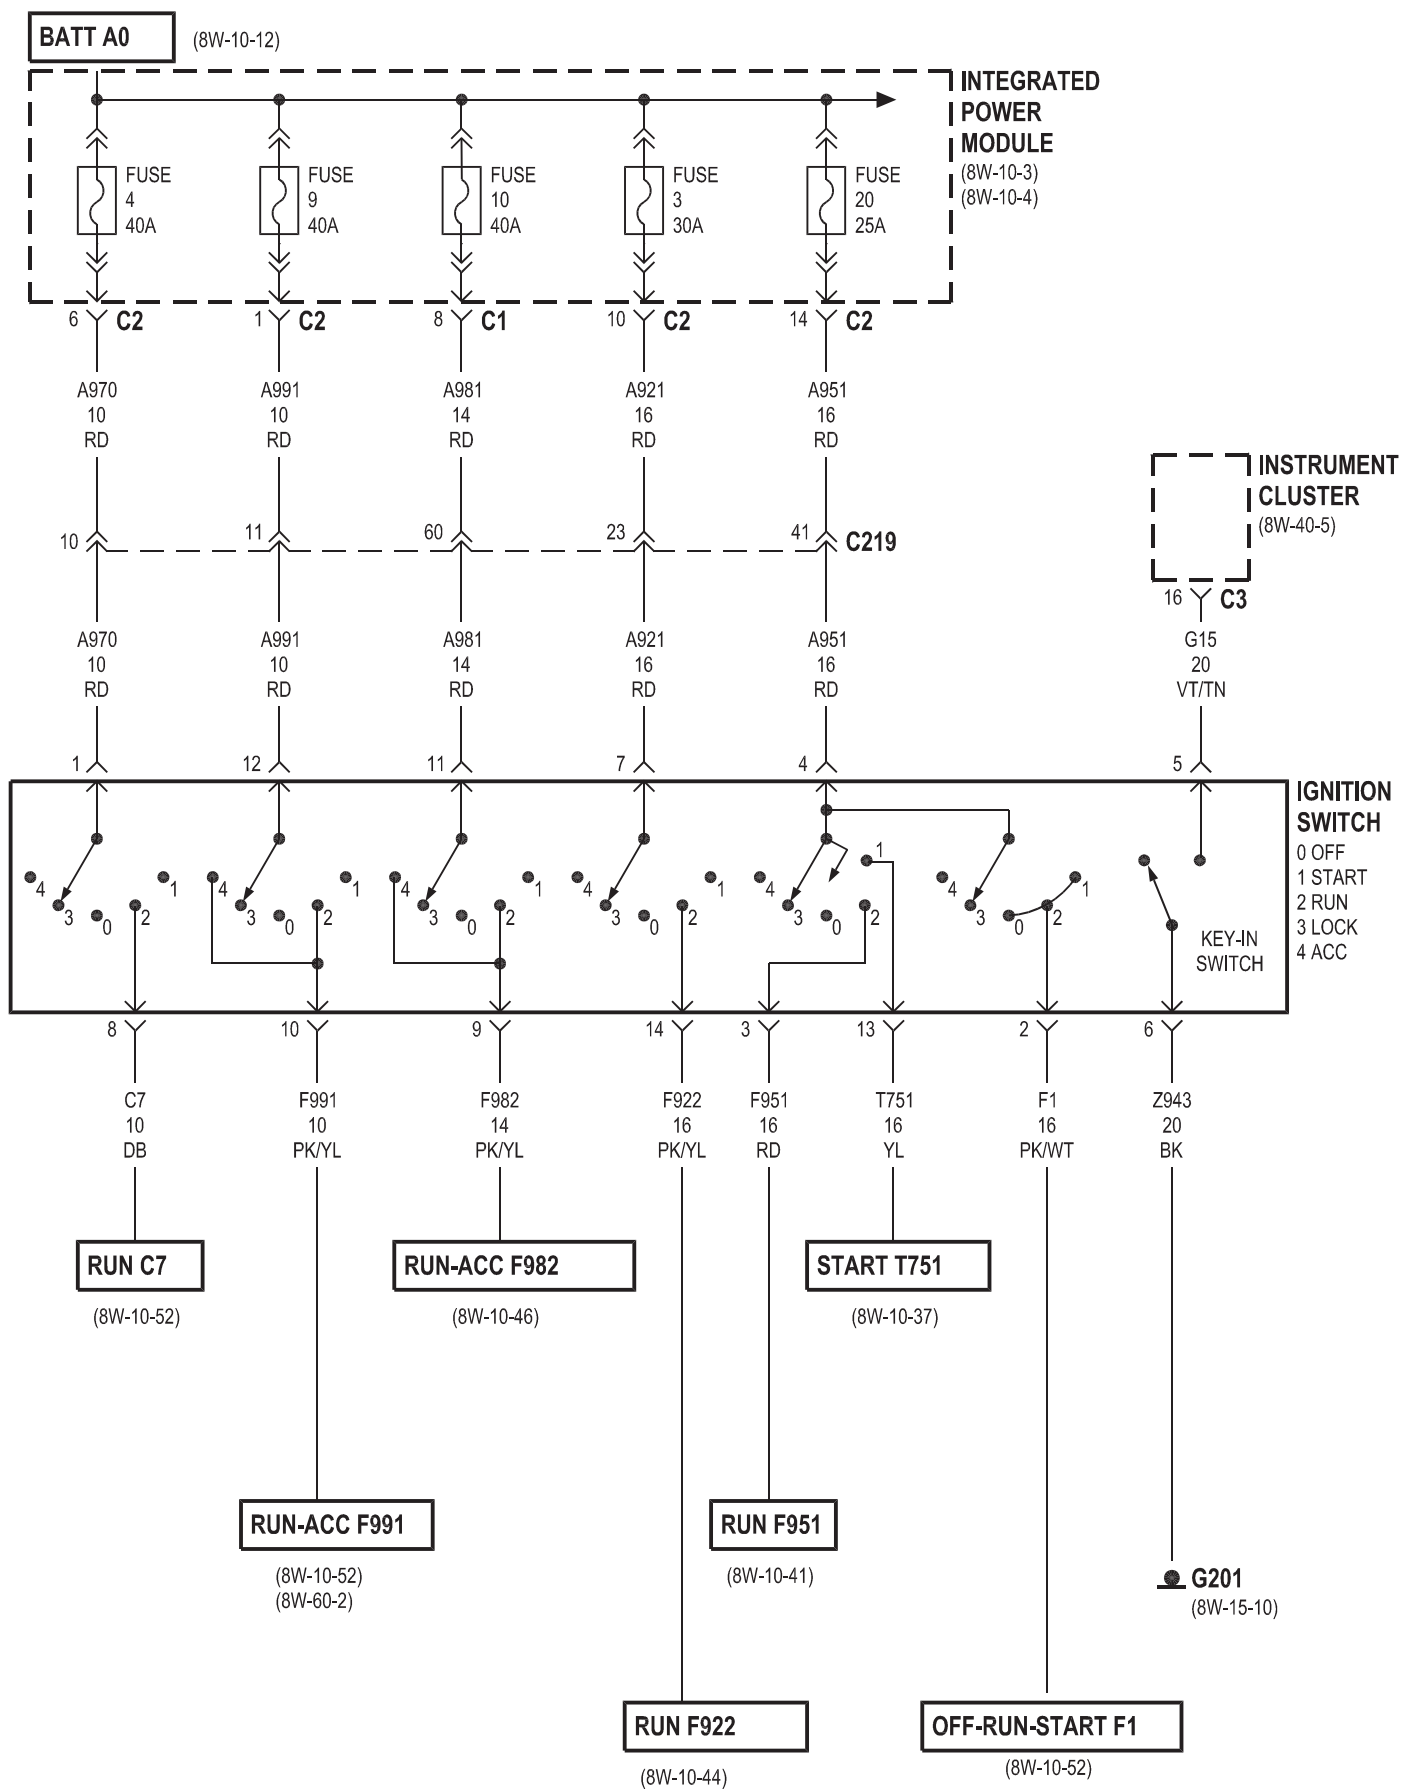 BATT A0 (8W-10-12)
INTEGRATED
POWER
MODULE
(8W-10-3)
(8W-10-4)
FUSE
4
40A
FUSE
9
40A
FUSE
10
40A
FUSE
3
30A
FUSE
20
25A
6 C2
1 C2
8 C1
10 C2
14 C2
A970
10
RD
A991
10
RD
A981
14
RD
A921
16
RD
A951
16
RD
INSTRUMENT
CLUSTER
(8W-40-5)
10 11 60 23 41 C219
16 C3
A970
10
RD
A991
10
RD
A981
14
RD
A921
16
RD
A951
16
RD
G15
20
VT/TN
1 12 11 7 4 5
IGNITION
SWITCH
0 OFF
1 START
2 RUN
3 LOCK
4 ACC
4 3 0 2 1
4 3 0 2 1
4 3 0 2 1
4 3 0 2 1
4 3 0 2 1
4 3 0 2 1
KEY-IN
SWITCH
8 10 9 14 3 13 2 6
C7
10
DB
F991
10
PK/YL
F982
14
PK/YL
F922
16
PK/YL
F951
16
RD
T751
16
YL
F1
16
PK/WT
Z943
20
BK
RUN C7
(8W-10-52)
RUN-ACC F982
(8W-10-46)
START T751
(8W-10-37)
RUN-ACC F991
(8W-10-52)
(8W-60-2)
RUN F951
(8W-10-41)
G201
(8W-15-10)
RUN F922
(8W-10-44)
OFF-RUN-START F1
(8W-10-52)